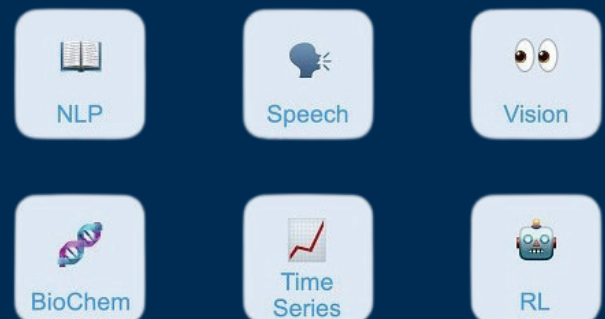 NLP
Speech
Vision
BioChem
Time
Series
RL